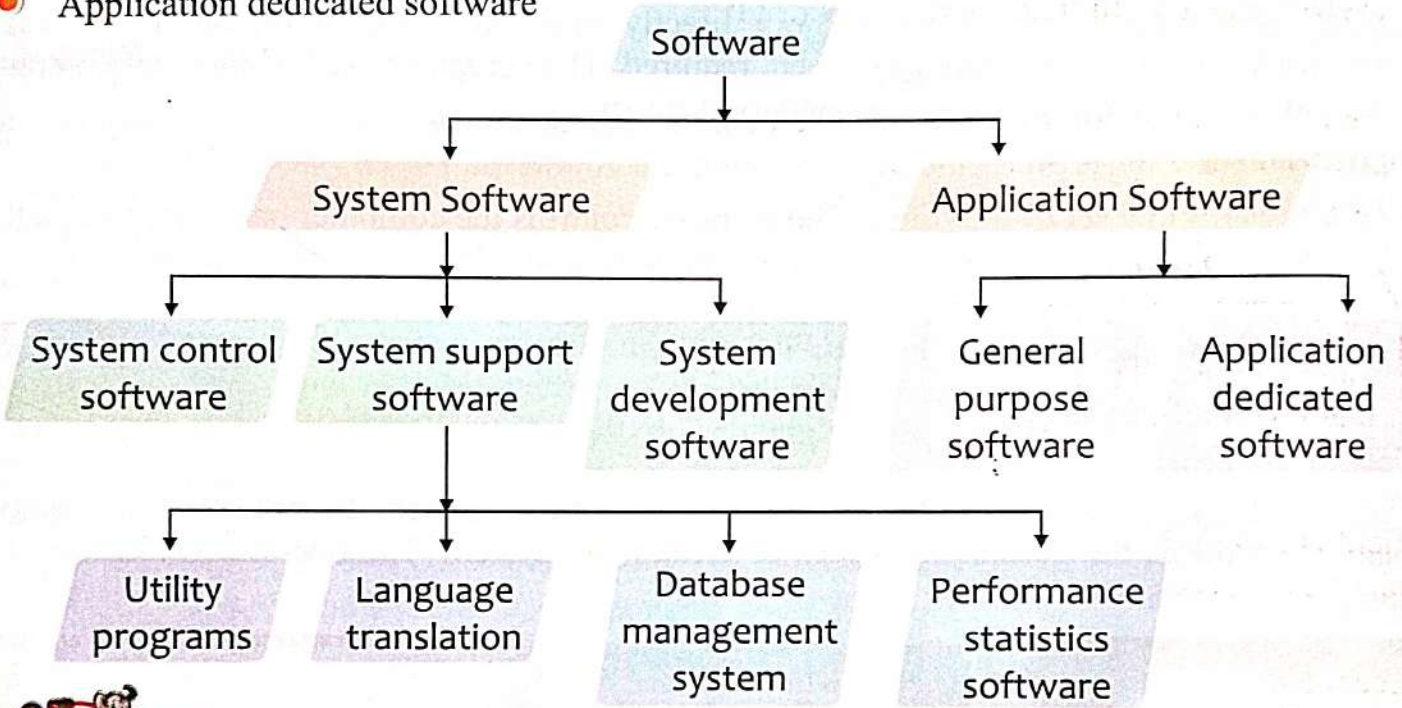 Application dedicated software
Software
System Software
Application Software
System control
software
System support
software
System
development
software
General
purpose
software
Application
dedicated
software
Utility
programs
Language
translation
Database
management
system
Performance
statistics
software